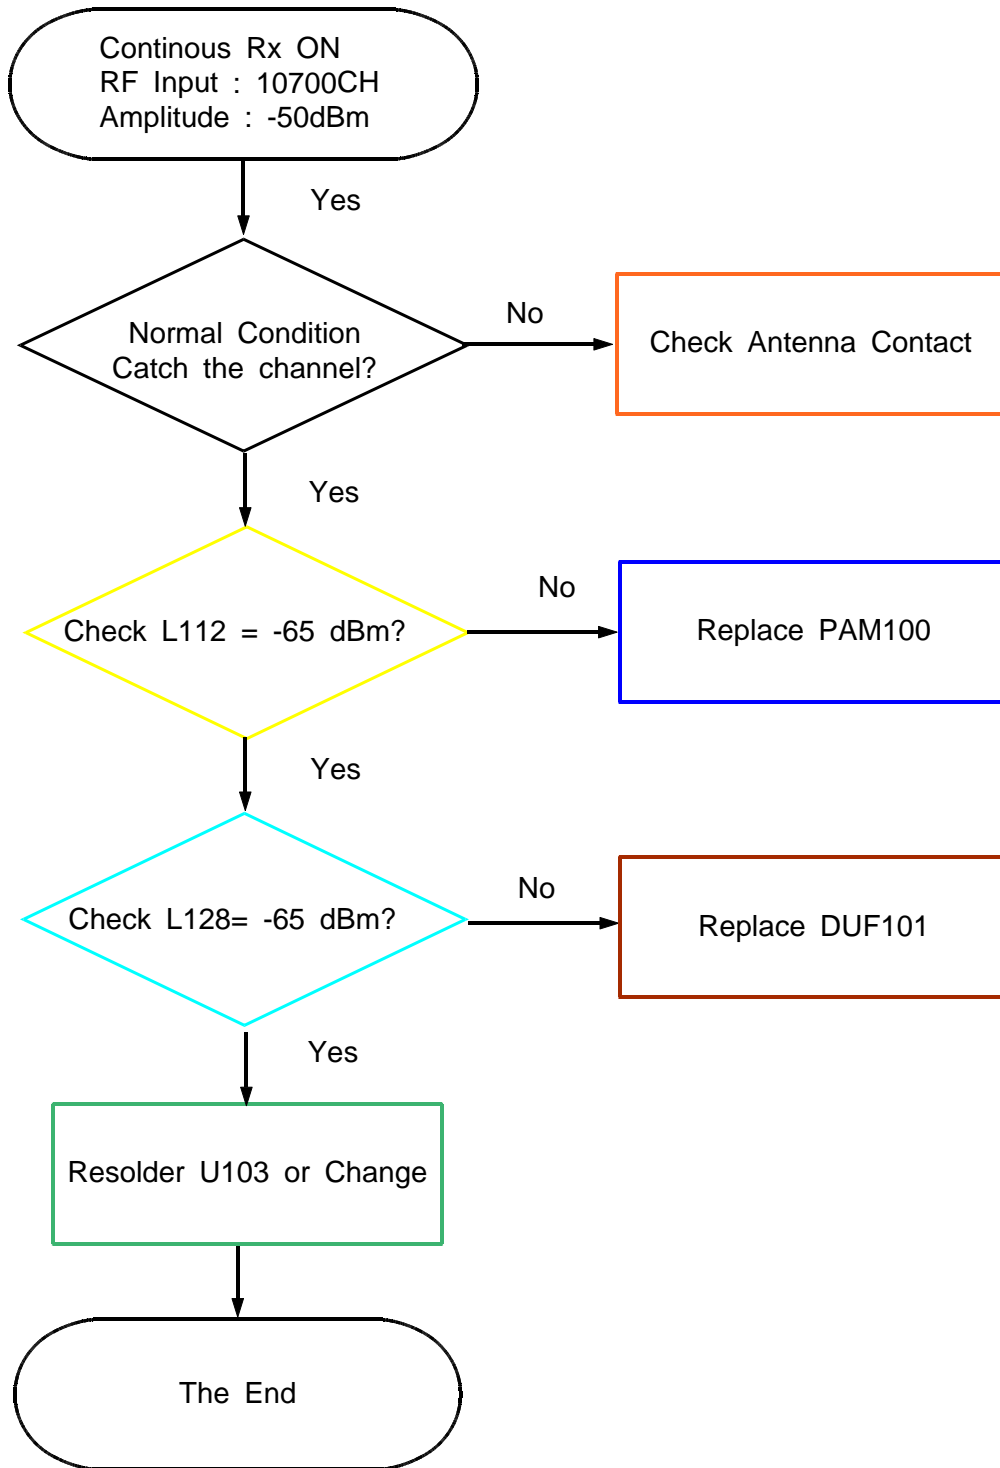 Continous Rx ON
RF Input : 10700CH
Amplitude : -50dBm
Yes
Normal Condition
Catch the channel?
No
Check Antenna Contact
Yes
Check L112 = -65 dBm?
No
Replace PAM100
Yes
Check L128= -65 dBm?
No
Replace DUF101
Yes
Resolder U103 or Change
The End